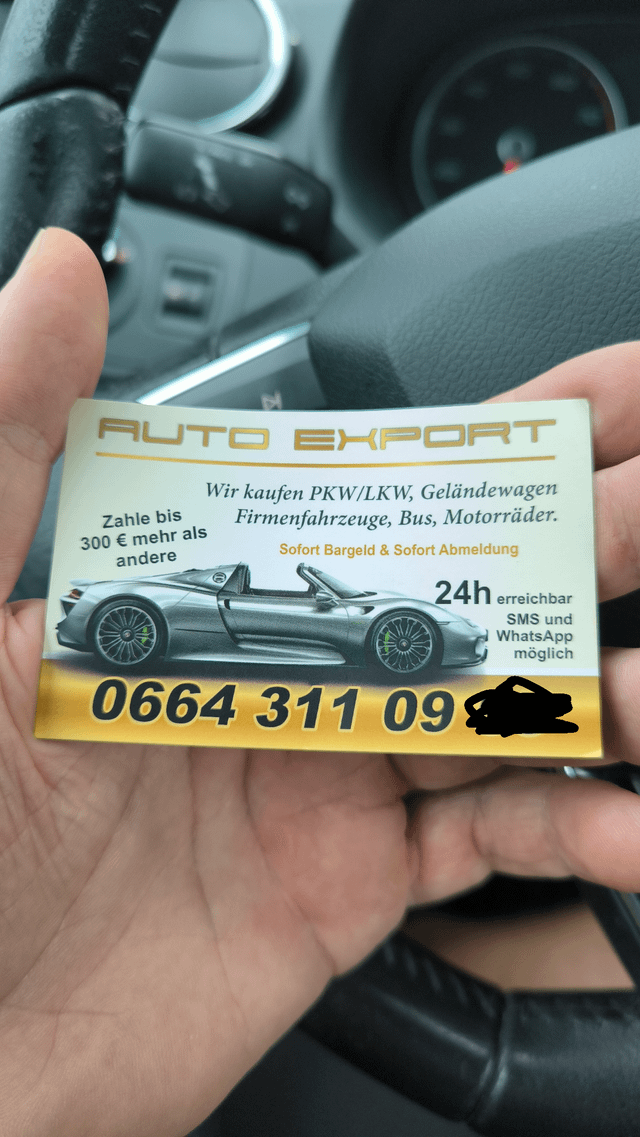 AUTO EXPORT
Wir kaufen PKW/LKW, Geländewagen
Firmenfahrzeuge, Bus, Motorräder.
Zahle bis
300 € mehr als
andere
Sofort Bargeld & Sofort Abmeldung
24h erreichbar
SMS und
WhatsApp
möglich
0664 311 09